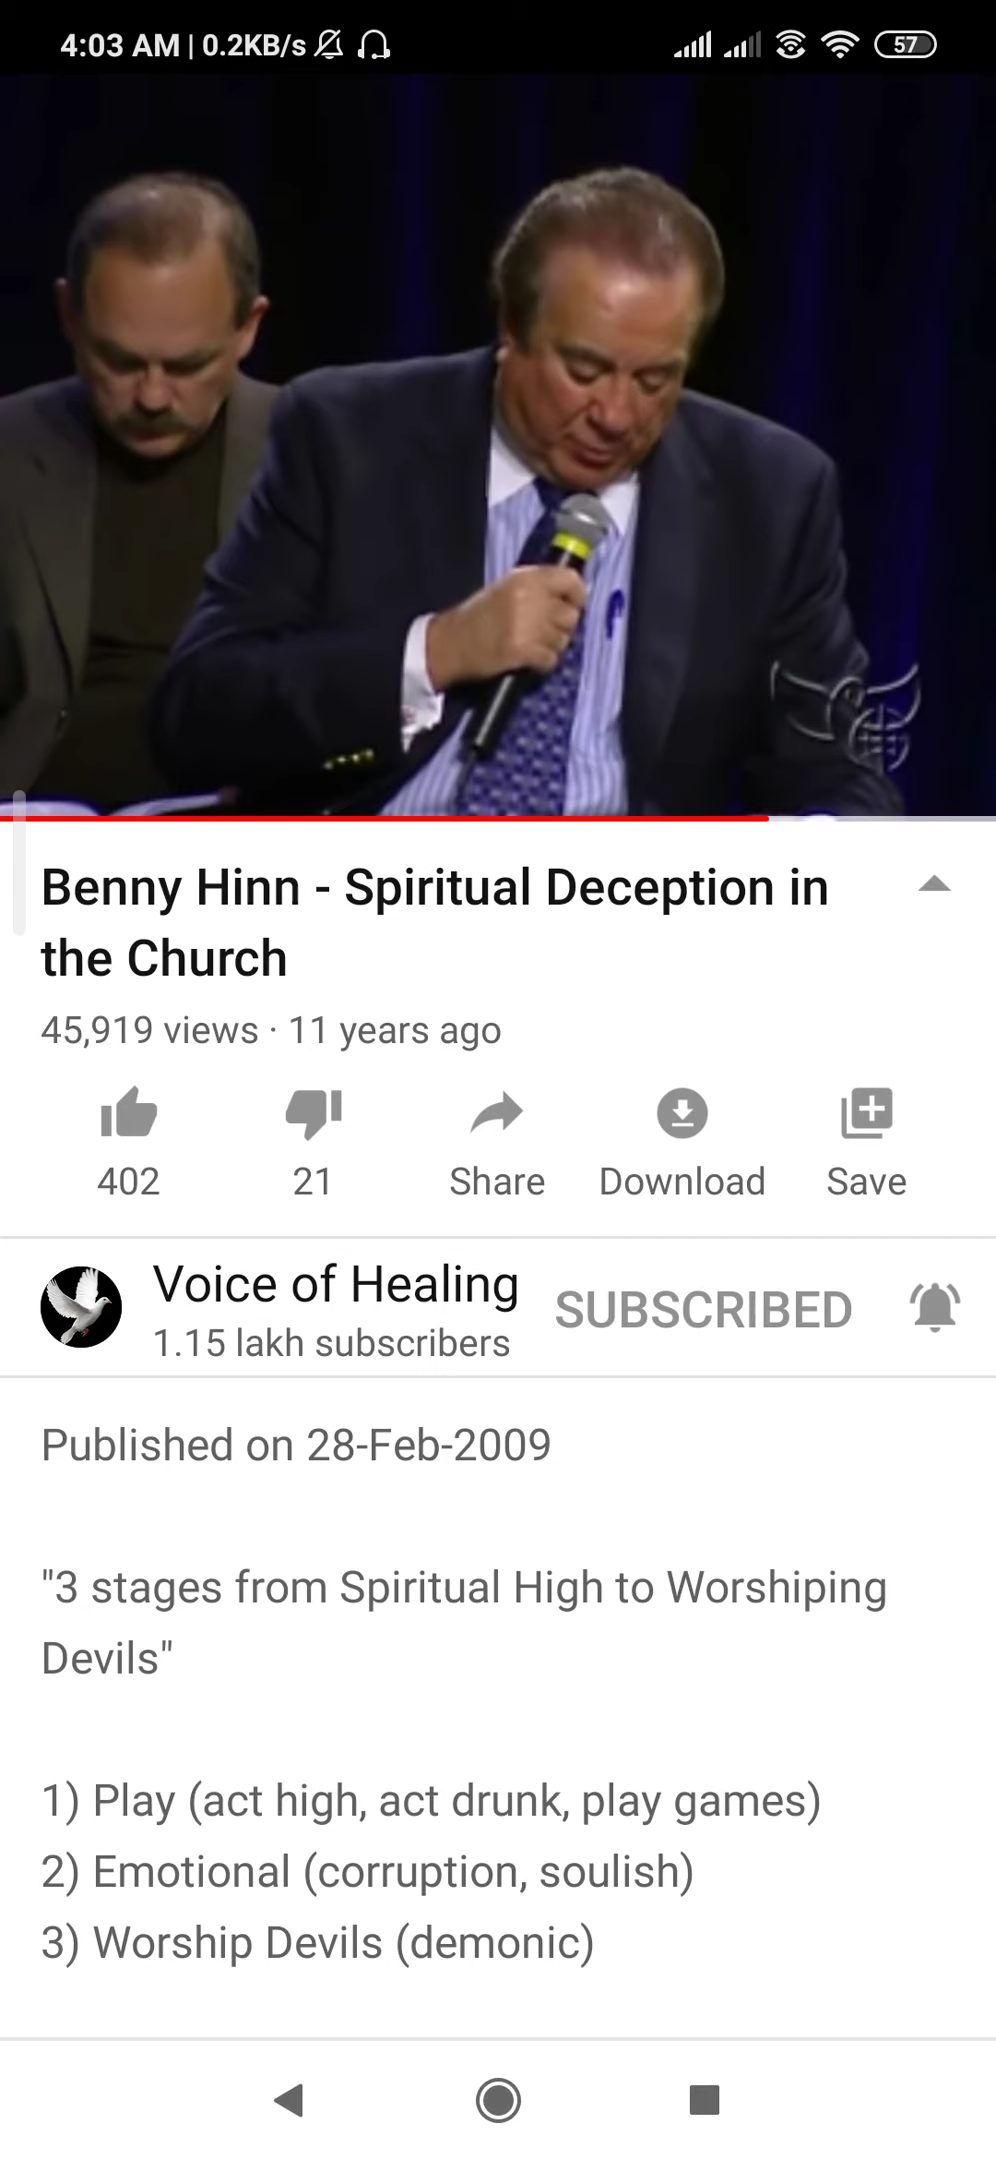 4:03 AM | 0.2KB/s
57
Benny Hinn - Spiritual Deception in
the Church
45,919 views · 11 years ago
402
21
Share
Download
Save
Voice of Healing
1.15 lakh subscribers
SUBSCRIBED
Published on 28-Feb-2009
"3 stages from Spiritual High to Worshiping
Devils"
1) Play (act high, act drunk, play games)
2) Emotional (corruption, soulish)
3) Worship Devils (demonic)